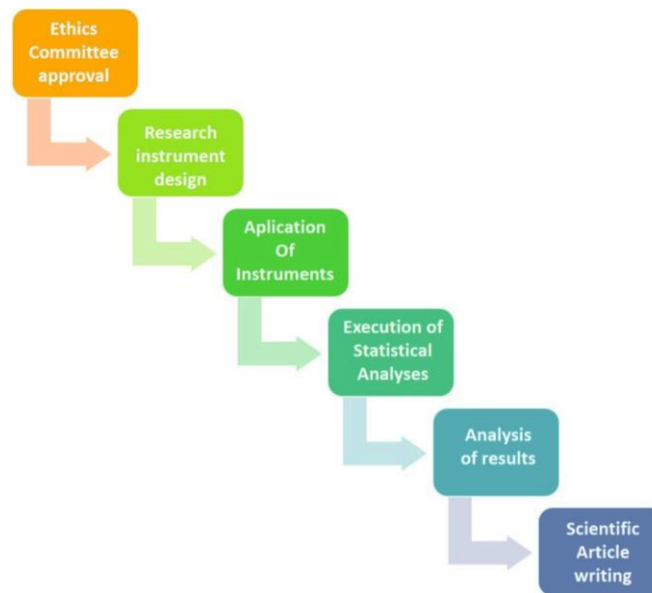 Ethics
Committee
approval
Research
instrument
design
Aplication
Of
Instruments
Execution of
Statistical
Analyses
Analysis
of results
Scientific
Article
writing